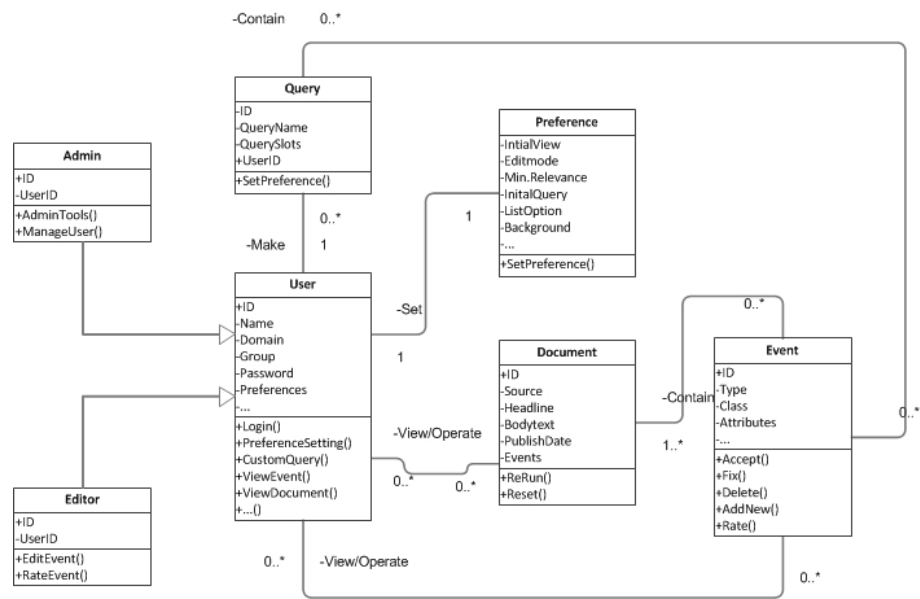 -Contain 0..*
Query
-ID
-QueryName
-QuerySlots
+UserID
+SetPreference()
Preference
-IntialView
-Editmode
-Min.Relevance
-InitalQuery
-ListOption
-Background
-...
+SetPreference()
Admin
+ID
-UserID
+AdminTools()
+ManageUser()
0..*
-Make 1
1
User
+ID
-Name
-Domain
-Group
-Password
-Preferences
-...
+Login()
+PreferenceSetting()
+CustomQuery()
+ViewEvent()
+ViewDocument()
+...()
-Set
1
Document
+ID
-Source
-Headline
-Bodytext
-PublishDate
-Events
+ReRun()
+Reset()
0..*
-Contain
1..*
Event
+ID
-Type
-Class
-Attributes
-...
+Accept()
+Fix()
+Delete()
+AddNew()
+Rate()
0..*
-View/Operate
0..*
0..*
Editor
+ID
-UserID
+EditEvent()
+RateEvent()
0..* -View/Operate
0..*